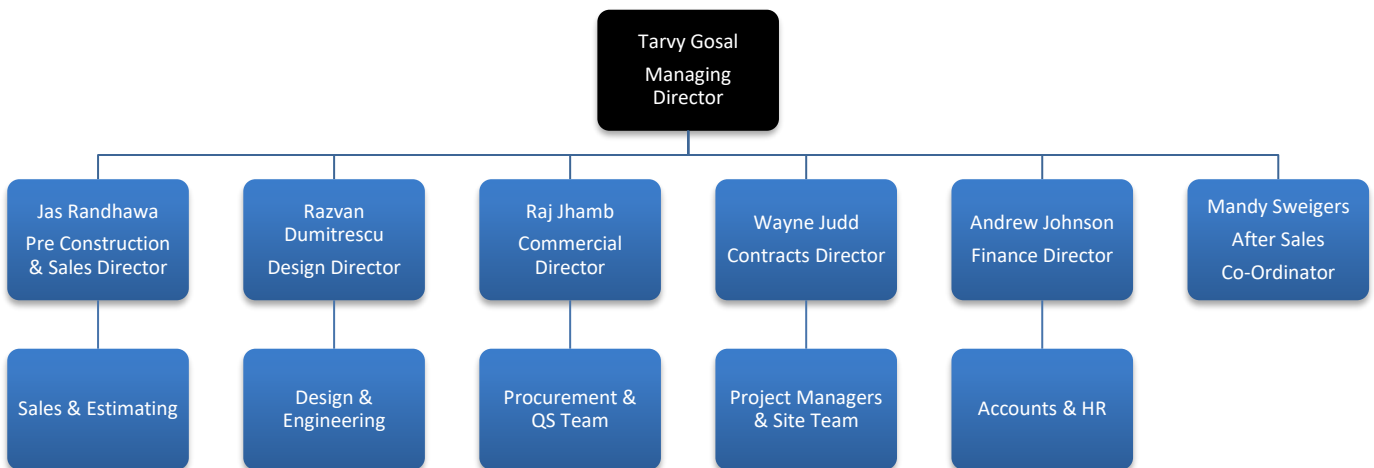 Tarvy Gosal
Managing
Director
Jas Randhawa
Pre Construction
& Sales Director
Razvan
Dumitrescu
Design Director
Raj Jhamb
Commercial
Director
Wayne Judd
Contracts Director
Andrew Johnson
Finance Director
Mandy Sweigers
After Sales
Co-Ordinator
Sales & Estimating
Design &
Engineering
Procurement &
QS Team
Project Managers
& Site Team
Accounts & HR